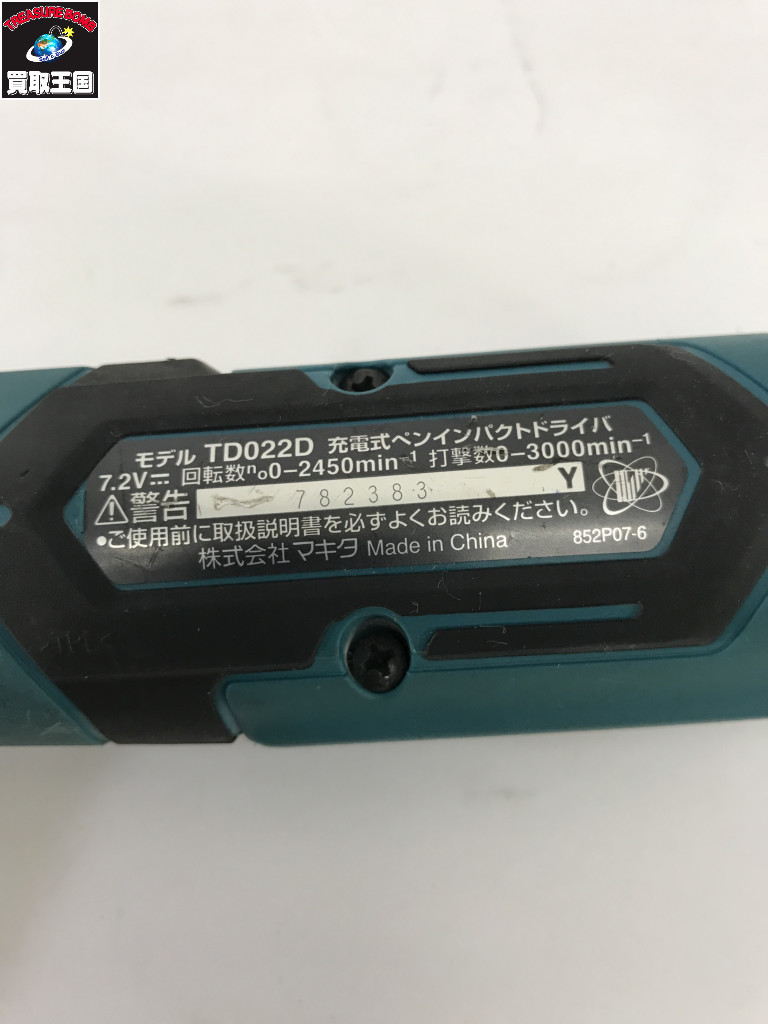 TREASURE BOMB
買取王国
モデル TD022D 充電式ペンインパクトドライバ
7.2V⎓ 回転数n₀0-2450min⁻¹ 打撃数0-3000min⁻¹
⚠警告 782383 Y
•ご使用前に取扱説明書を必ずよくお読みください。
株式会社マキタ Made in China 852P07-6